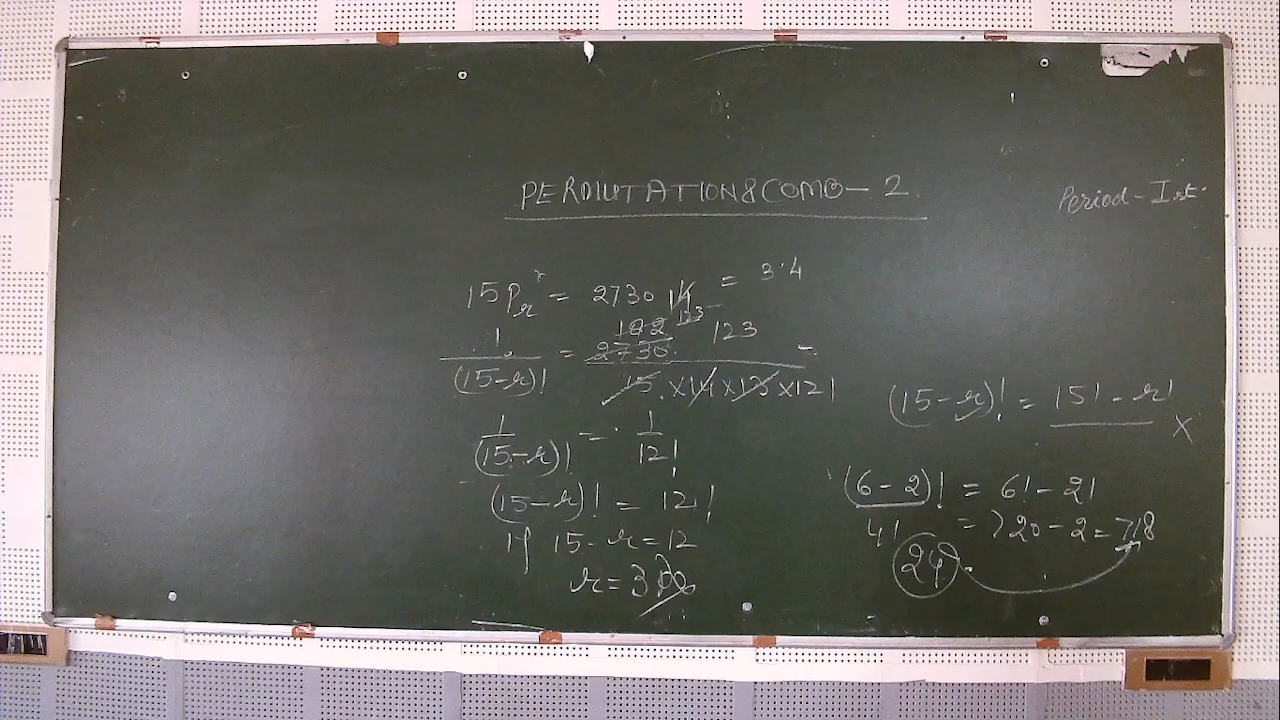 PERMUTATION & COMB - 2.
Period - Ist
15Pr = 2730 = 3.4
1/(15-r)! = 2730/15×14×13×12! 123
1/(15-r)! = 1/12!
(15-r)! = 12!
If 15-r = 12
r = 3
(15-r)! = 15! - r! X
(6-2)! = 6! - 2!
4! = 720 - 2 = 718
24